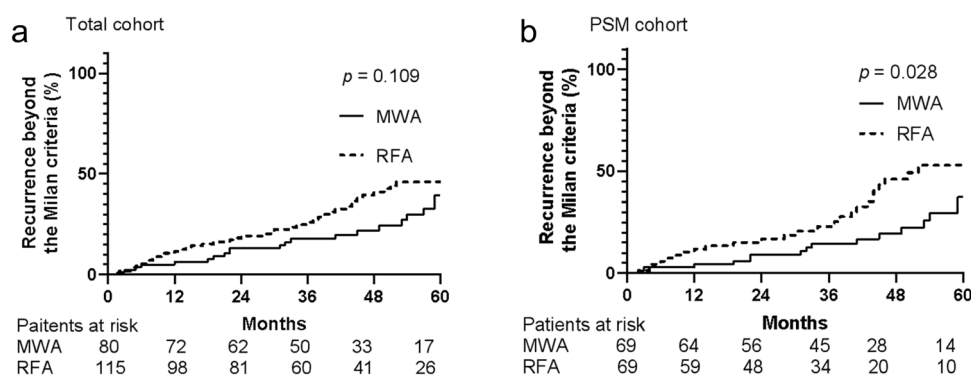 a Total cohort
Recurrence beyond
the Milan criteria (%)
100
50
0
p = 0.109
MWA
RFA
0 12 24 36 48 60
Months
Paitents at risk
MWA 80 72 62 50 33 17
RFA 115 98 81 60 41 26
b PSM cohort
Recurrence beyond
the Milan criteria (%)
100
50
0
p = 0.028
MWA
RFA
0 12 24 36 48 60
Months
Patients at risk
MWA 69 64 56 45 28 14
RFA 69 59 48 34 20 10